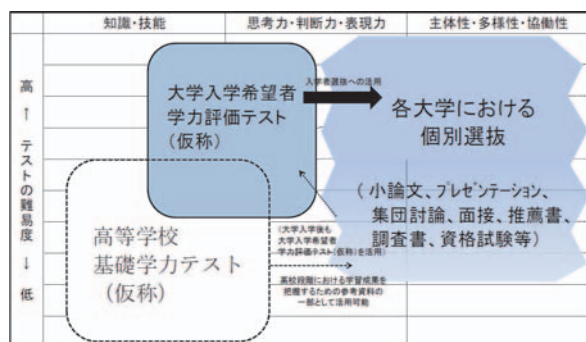 知識・技能
思考力・判断力・表現力
主体性・多様性・協働性
高 ↑ テストの難易度 ↓ 低
大学入学希望者
学力評価テスト
(仮称)
入学者選抜への活用
各大学における
個別選抜
(小論文、プレゼンテーション、
集団討論、面接、推薦書、
調査書、資格試験等)
高等学校
基礎学力テスト
(仮称)
(大学入学後も
大学入学希望者
学力評価テスト(仮称)を活用)
高校段階における学習成果を
把握するための参考資料の
一部として活用可能